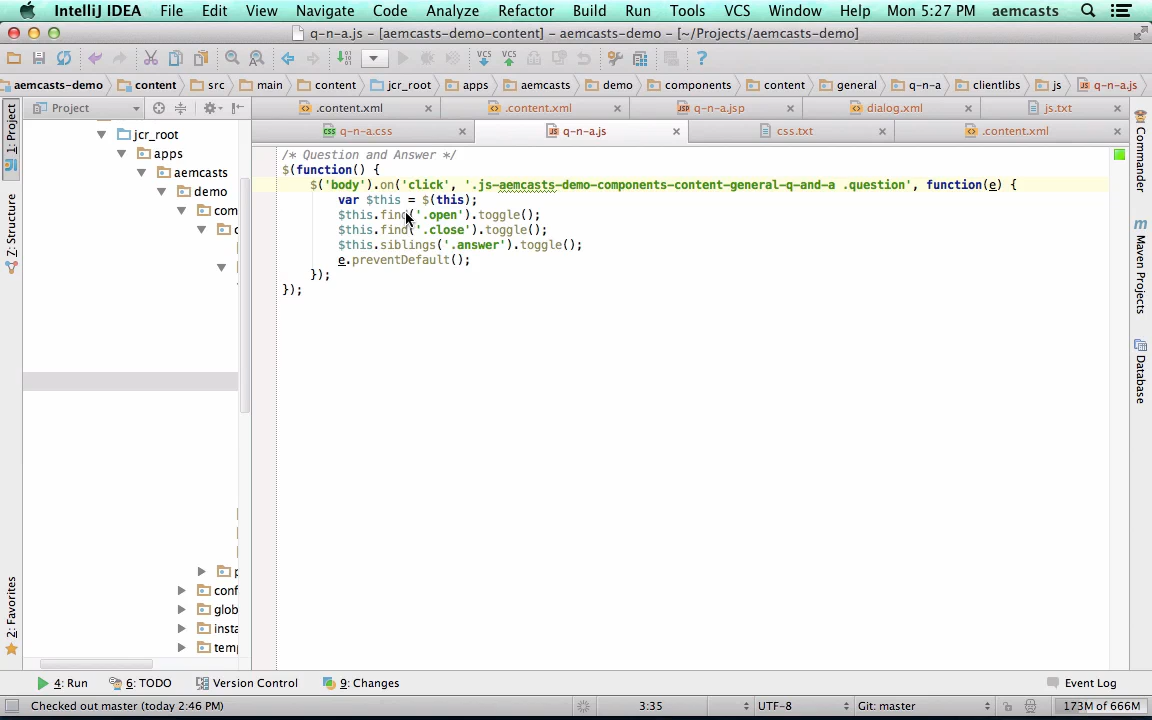 IntelliJ IDEA File Edit View Navigate Code Analyze Refactor Build Run Tools VCS Window Help Mon 5:27 PM aemcasts
q-n-a.js - [aemcasts-demo-content] - aemcasts-demo - [~/Projects/aemcasts-demo]
VCS VCS ?
aemcasts-demo content src main content jcr_root apps aemcasts demo components content general q-n-a clientlibs js q-n-a.js
Project .content.xml .content.xml q-n-a.jsp dialog.xml js.txt
q-n-a.css q-n-a.js css.txt .content.xml
1: Project
Z: Structure
2: Favorites
jcr_root
apps
aemcasts
demo
com
c
p
conf
glob
insta
temp
/* Question and Answer */
$(function() {
$('body').on('click', '.js-aemcasts-demo-components-content-general-q-and-a .question', function(e) {
var $this = $(this);
$this.find('.open').toggle();
$this.find('.close').toggle();
$this.siblings('.answer').toggle();
e.preventDefault();
});
});
Commander
Maven Projects
Database
4: Run 6: TODO Version Control 9: Changes Event Log
Checked out master (today 2:46 PM) 3:35 UTF-8 Git: master 173M of 666M